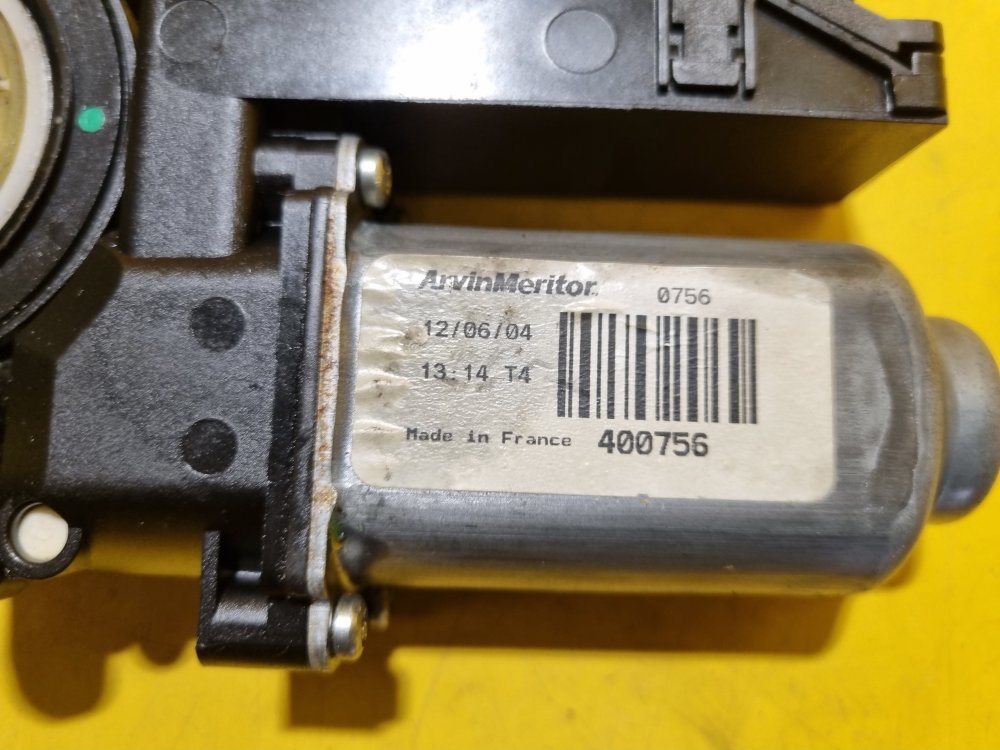 ArvinMeritor
0756
12/06/04
13:14 T4
Made in France
400756